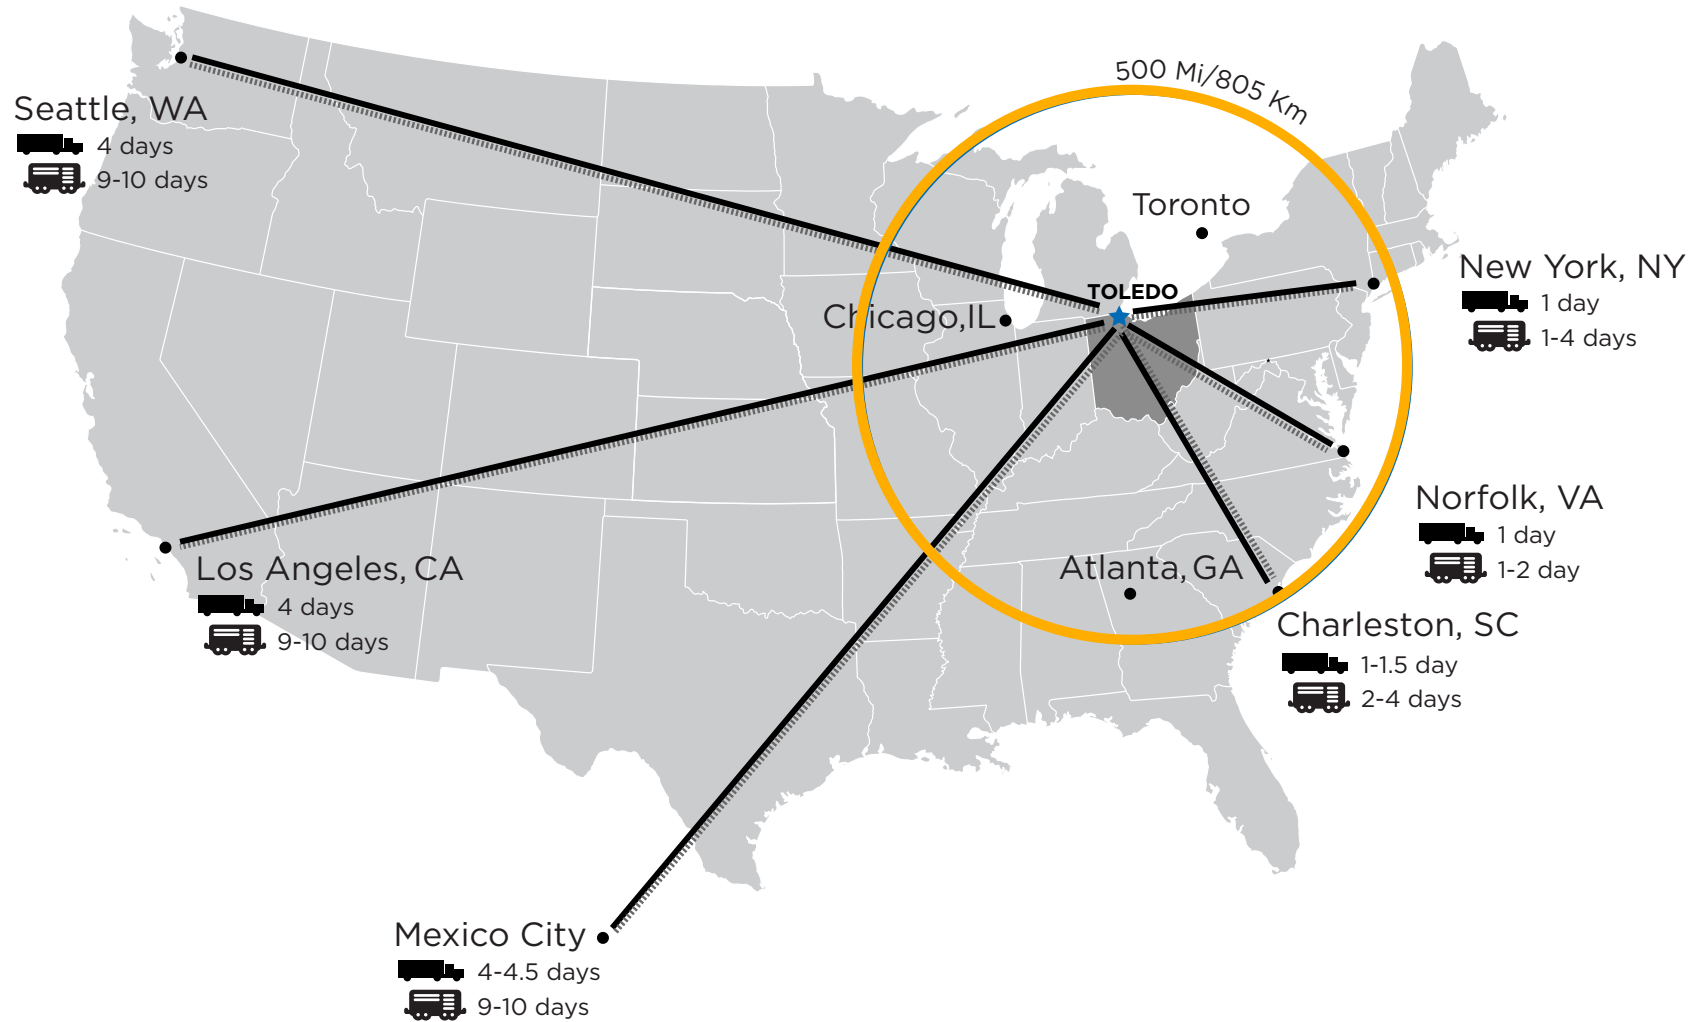 500 Mi/805 Km
Seattle, WA
4 days
9-10 days
Toronto
New York, NY
1 day
1-4 days
TOLEDO
Chicago,IL
Norfolk, VA
1 day
1-2 day
Atlanta, GA
Los Angeles, CA
4 days
9-10 days
Charleston, SC
1-1.5 day
2-4 days
Mexico City
4-4.5 days
9-10 days